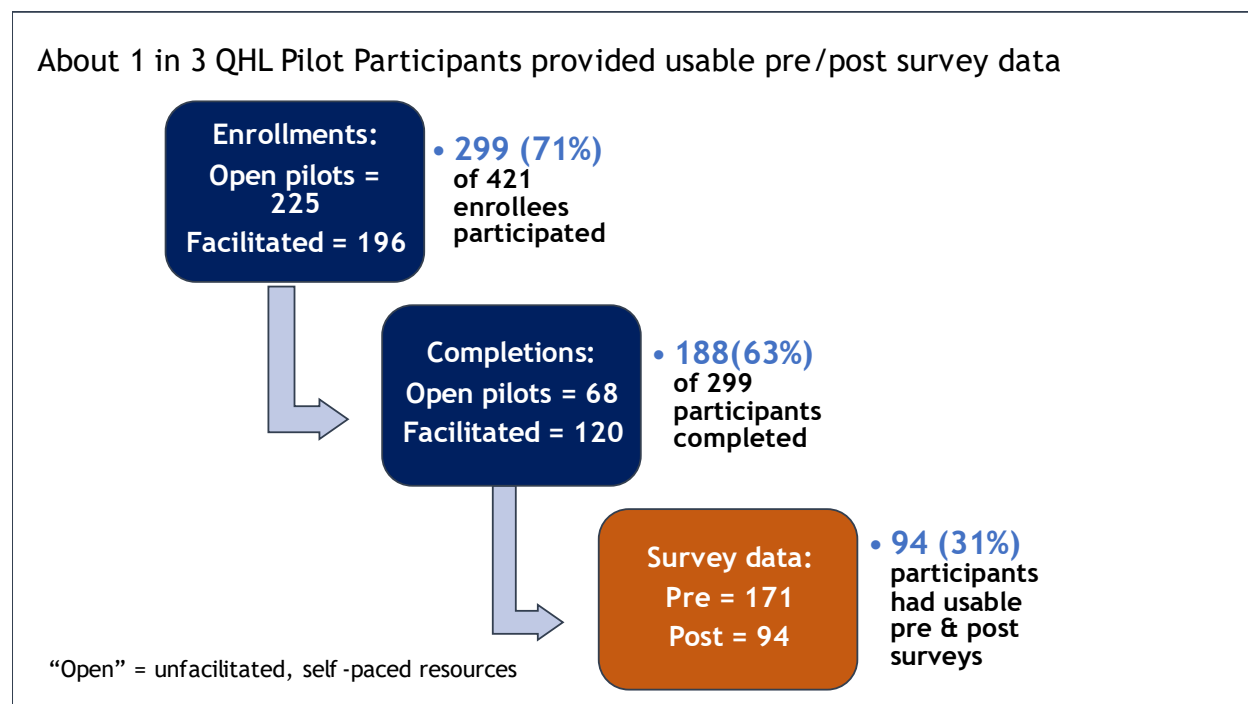 About 1 in 3 QHL Pilot Participants provided usable pre/post survey data
Enrollments:
Open pilots =
225
Facilitated = 196
• 299 (71%)
of 421
enrollees
participated
Completions:
Open pilots = 68
Facilitated = 120
• 188(63%)
of 299
participants
completed
Survey data:
Pre = 171
Post = 94
• 94 (31%)
participants
had usable
pre & post
surveys
“Open” = unfacilitated, self-paced resources